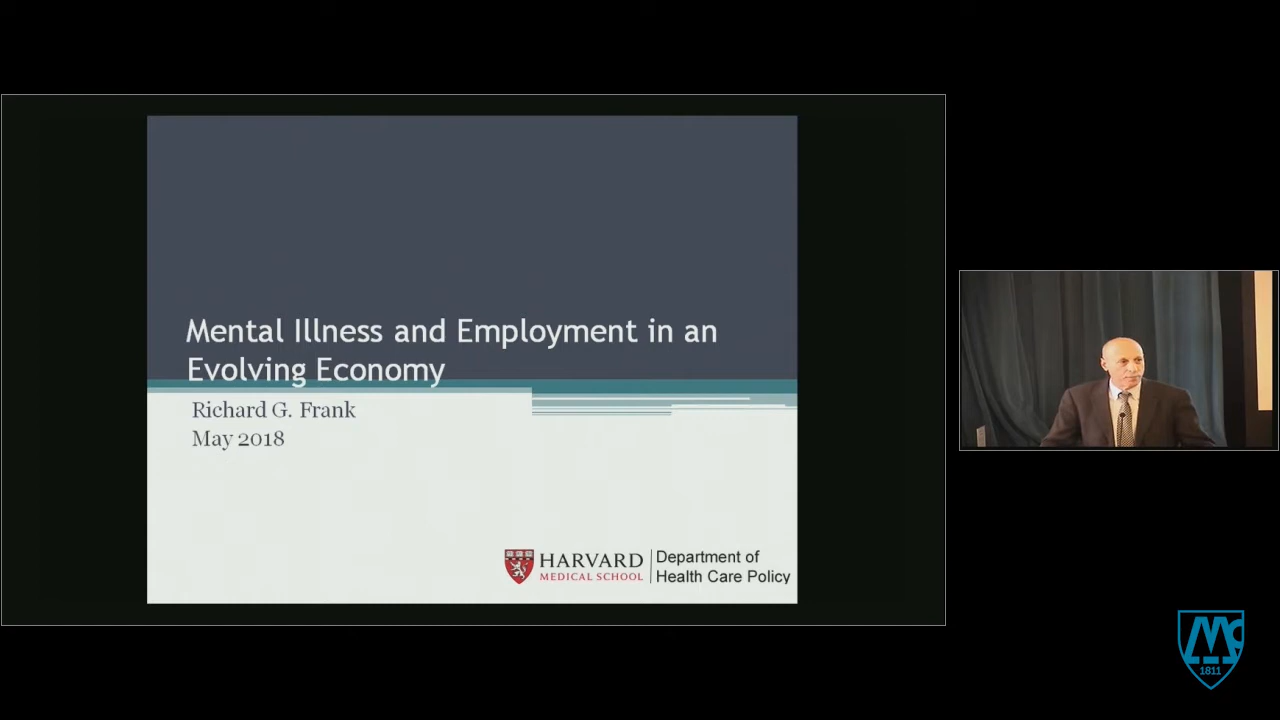 Mental Illness and Employment in an
Evolving Economy
Richard G. Frank
May 2018
HARVARD
MEDICAL SCHOOL
Department of
Health Care Policy
Mc
1811